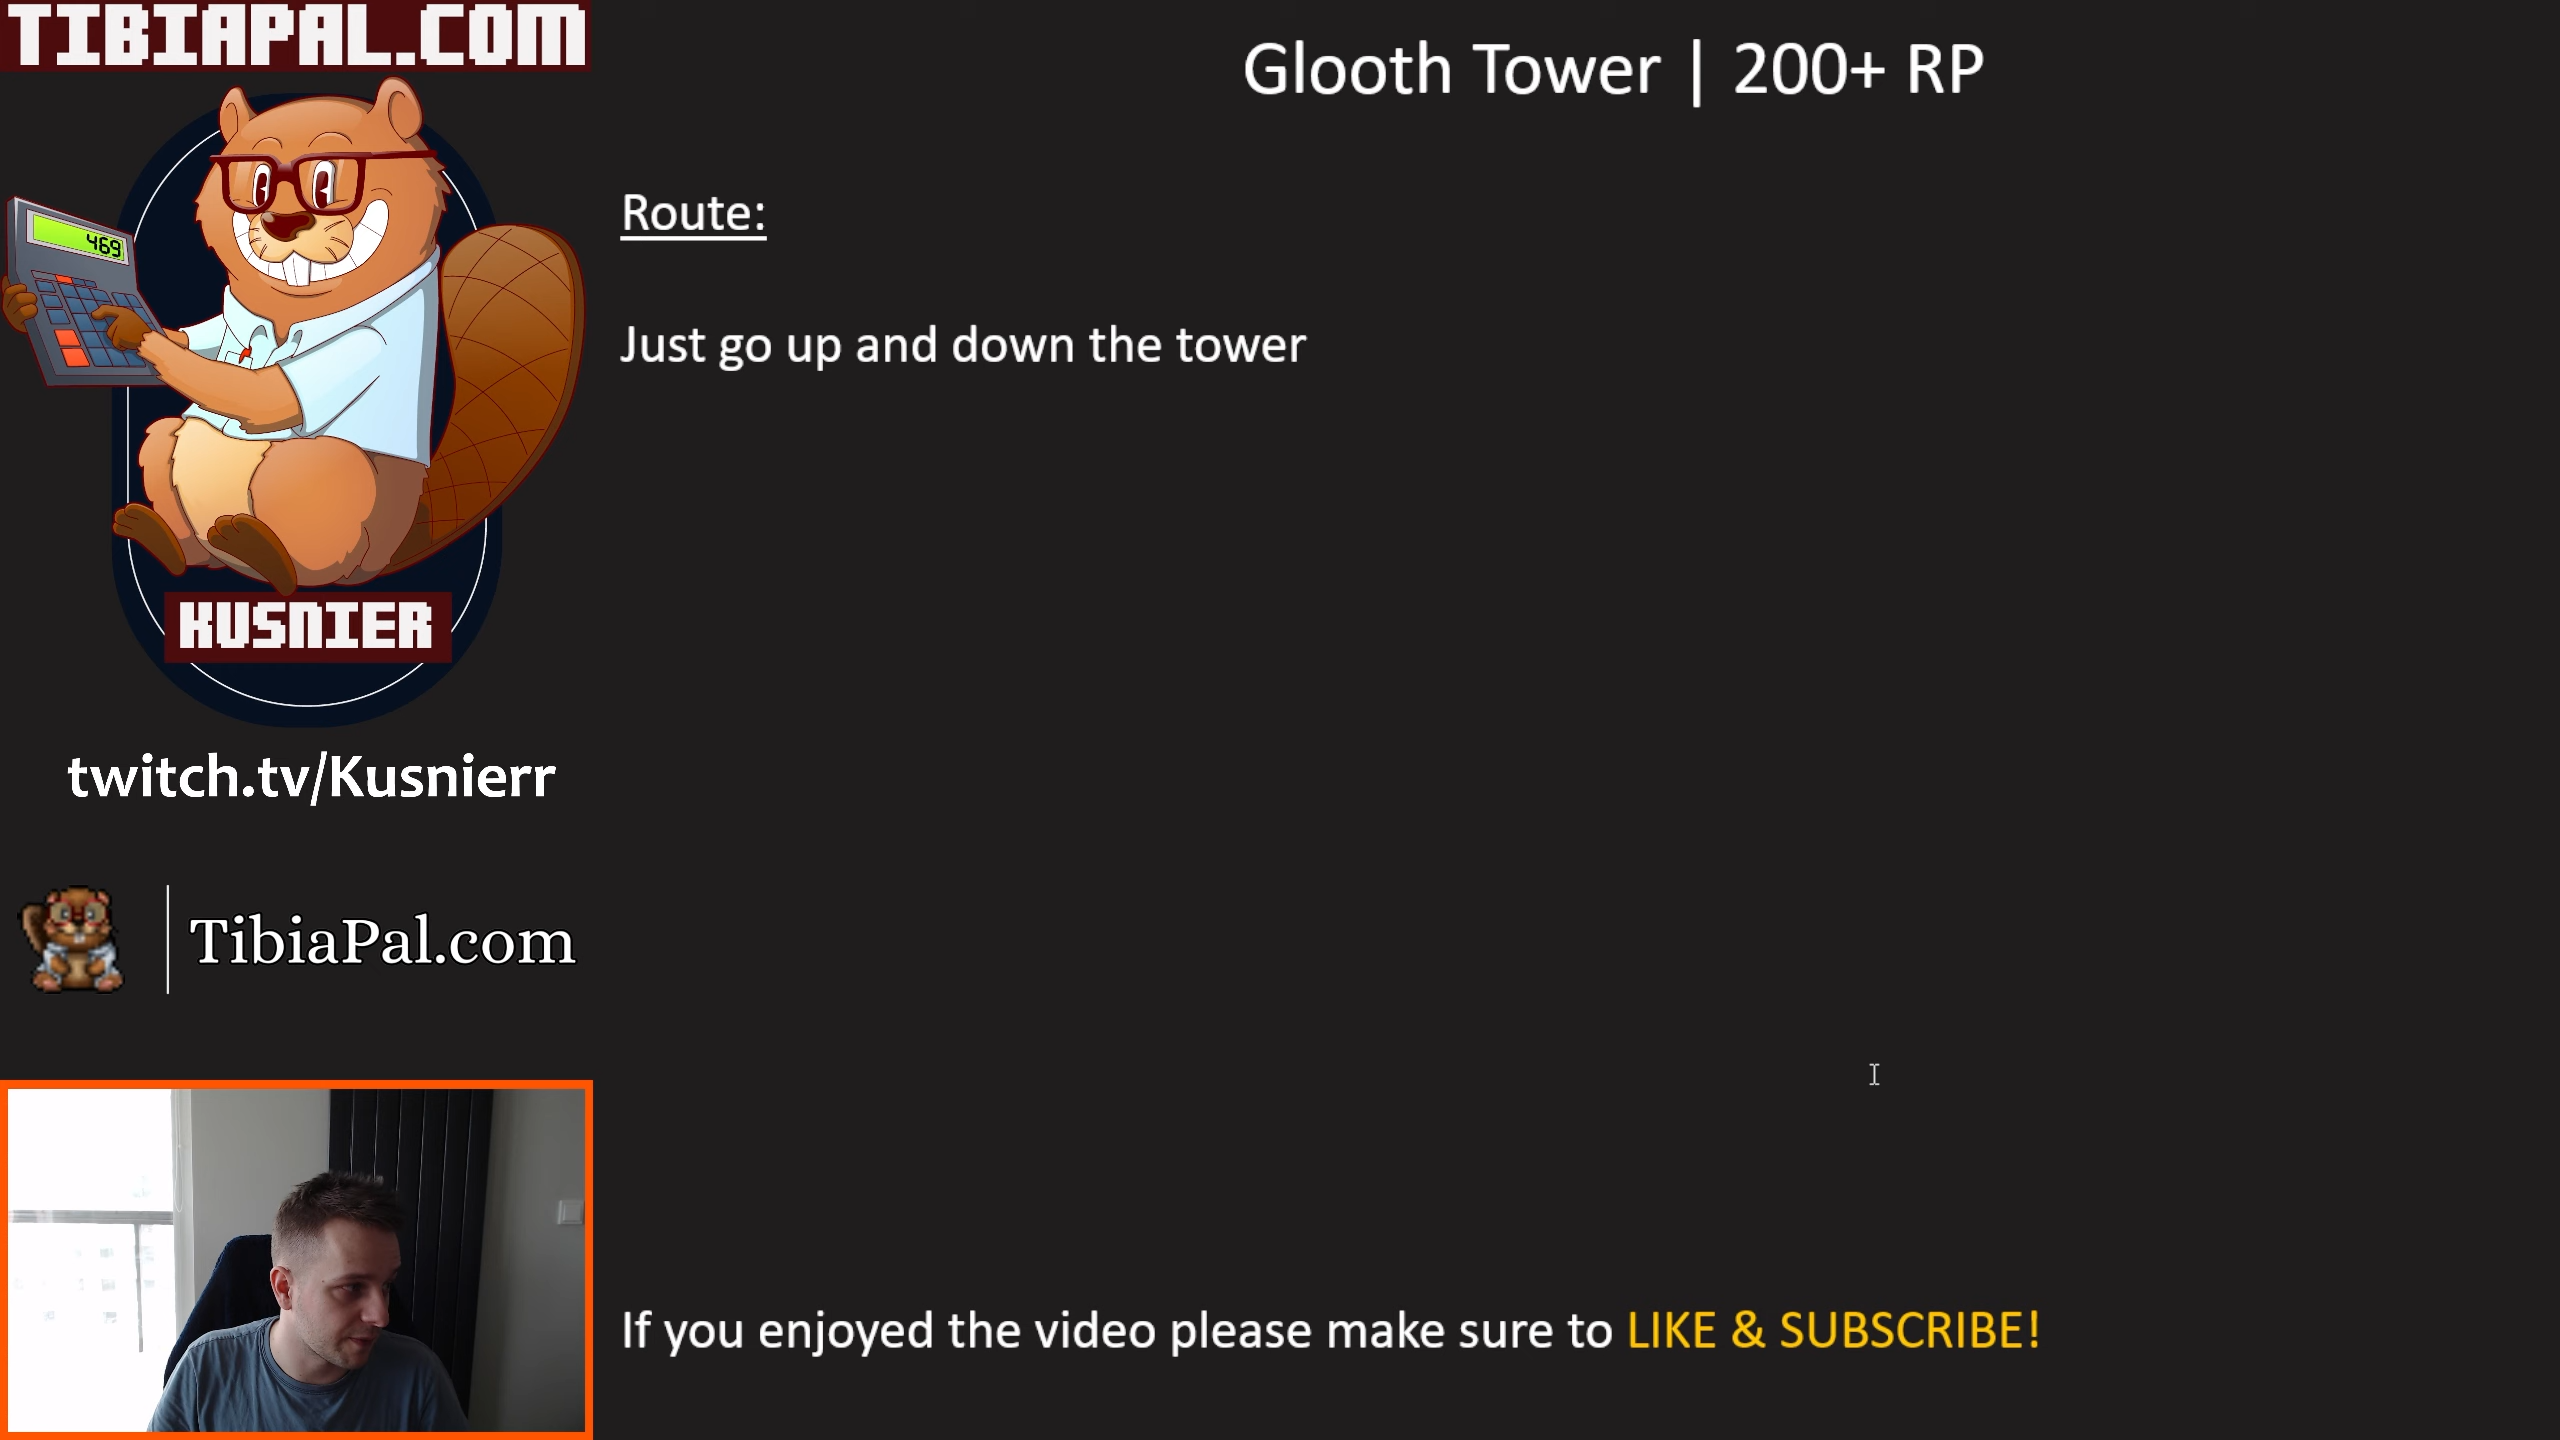 TIBIAPAL.COM
469
KUSNIER
twitch.tv/Kusnierr
TibiaPal.com
Glooth Tower | 200+ RP
Route:
Just go up and down the tower
If you enjoyed the video please make sure to LIKE & SUBSCRIBE!